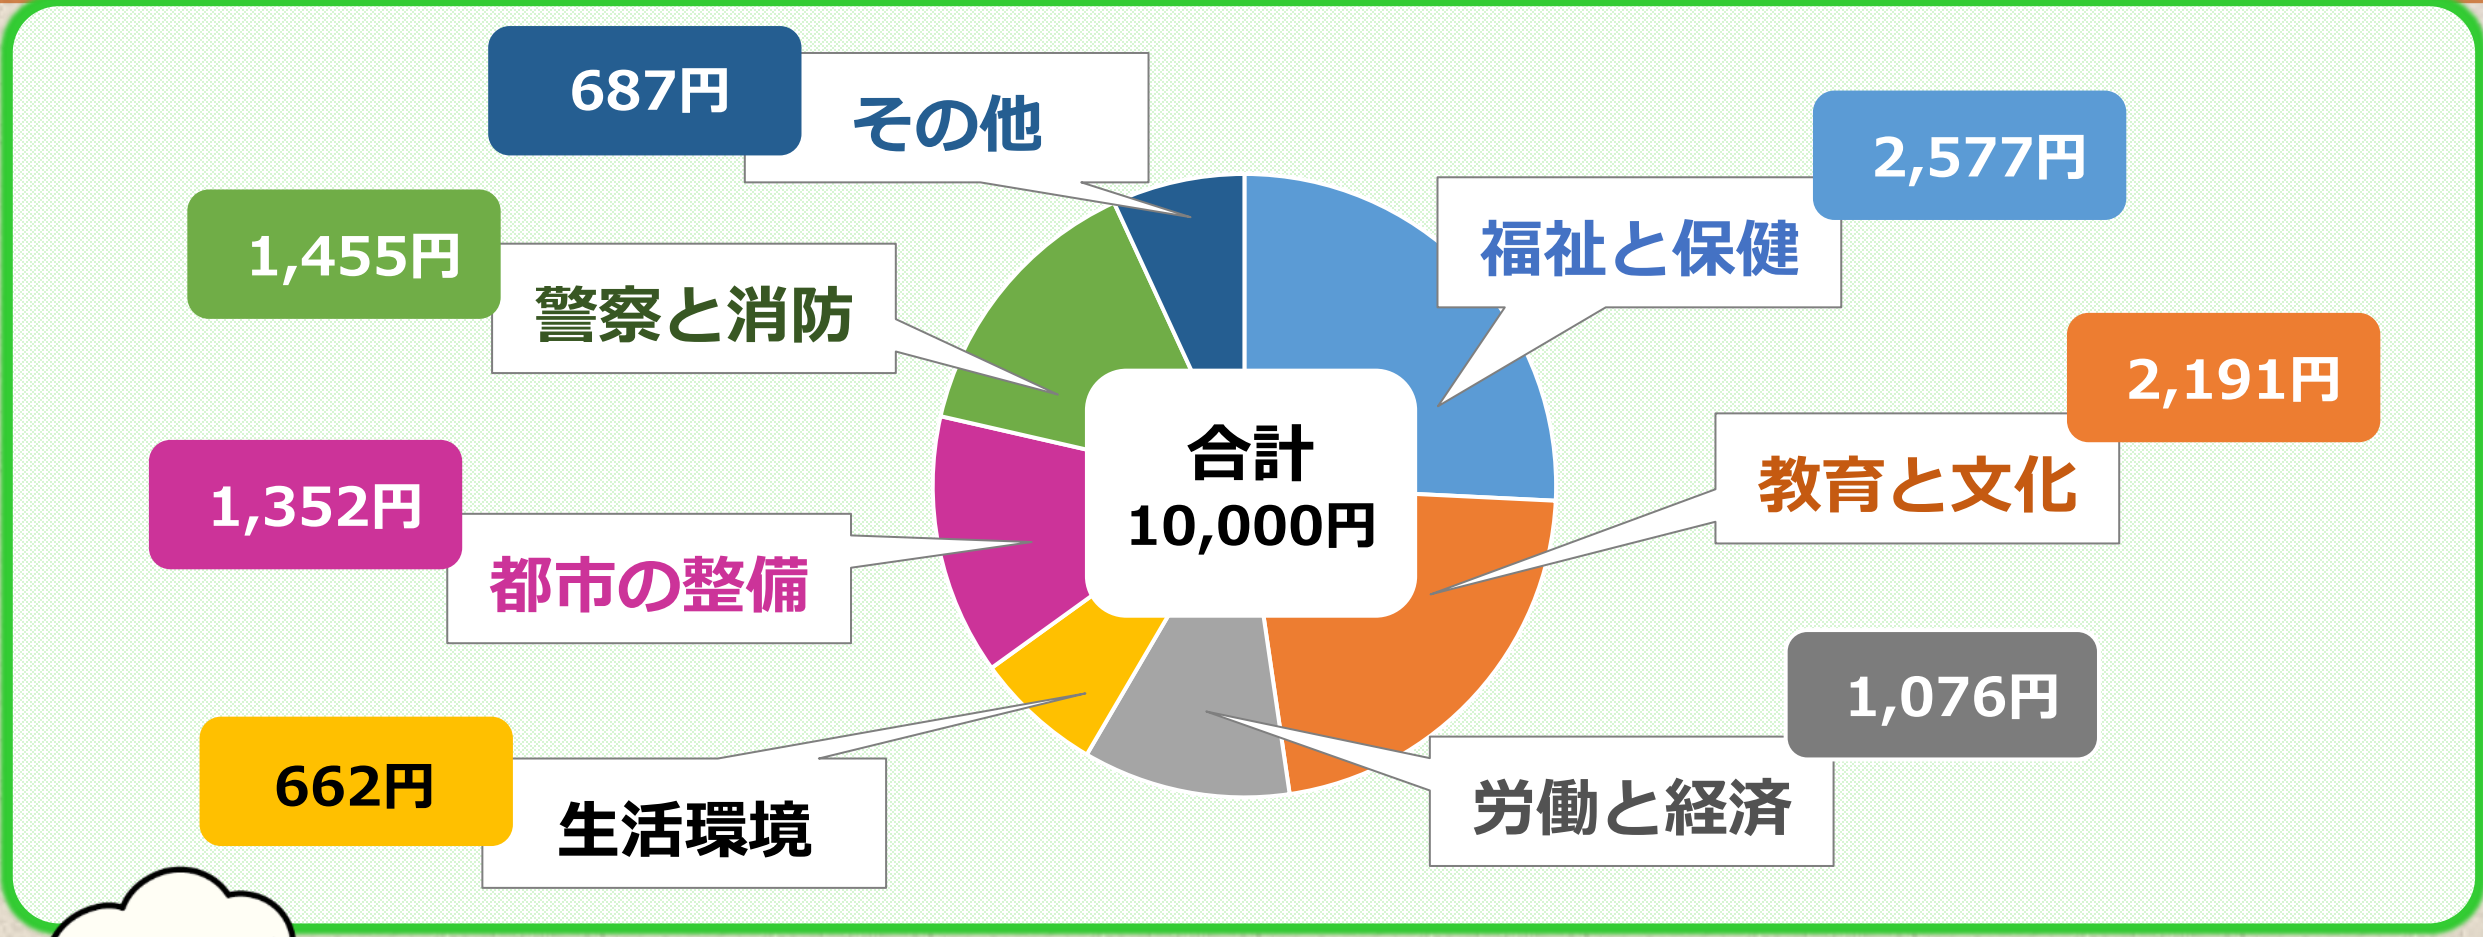 687円
その他
2,577円
福祉と保健
1,455円
警察と消防
2,191円
教育と文化
合計
10,000円
1,352円
都市の整備
1,076円
労働と経済
662円
生活環境